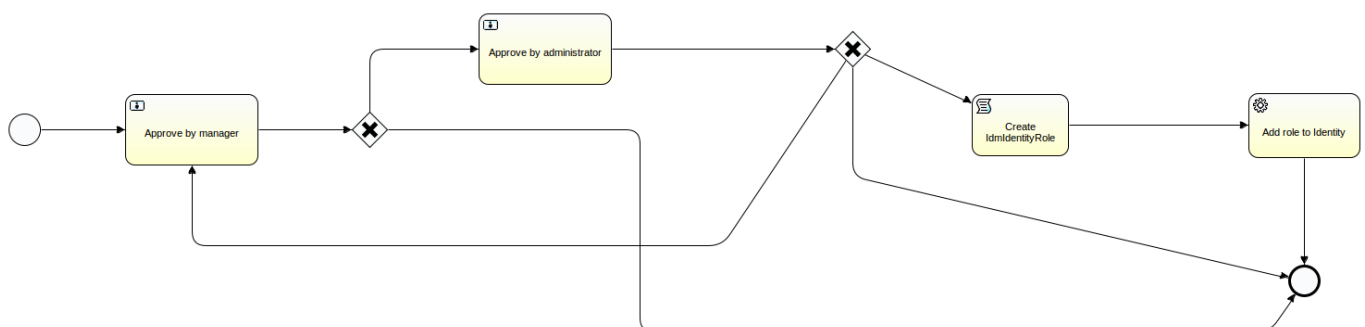 Approve by administrator
Approve by manager
Create
IdmIdentityRole
Add role to Identity